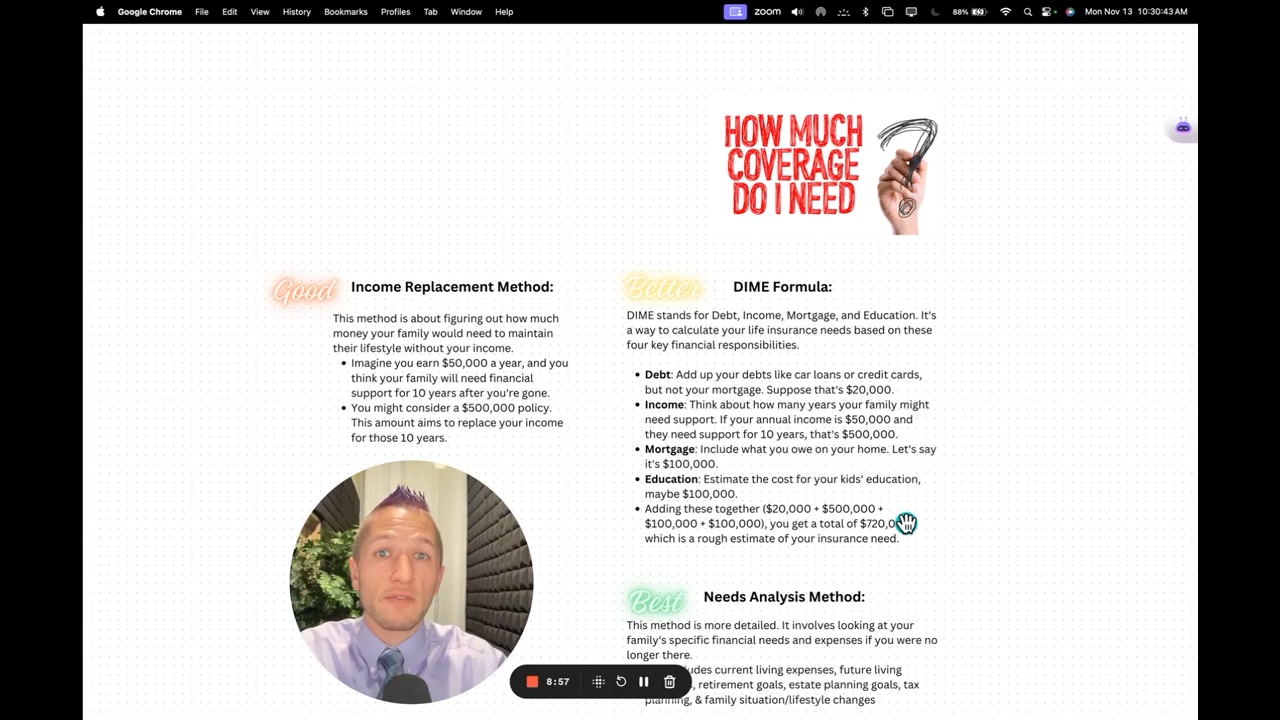 Google Chrome File Edit View History Bookmarks Profiles Tab Window Help zoom 88% Mon Nov 13 10:30:43 AM
HOW MUCH
COVERAGE
DO I NEED
Good Income Replacement Method:
This method is about figuring out how much
money your family would need to maintain
their lifestyle without your income.
Imagine you earn $50,000 a year, and you
think your family will need financial
support for 10 years after you're gone.
You might consider a $500,000 policy.
This amount aims to replace your income
for those 10 years.
Better DIME Formula:
DIME stands for Debt, Income, Mortgage, and Education. It's
a way to calculate your life insurance needs based on these
four key financial responsibilities.
Debt: Add up your debts like car loans or credit cards,
but not your mortgage. Suppose that's $20,000.
Income: Think about how many years your family might
need support. If your annual income is $50,000 and
they need support for 10 years, that's $500,000.
Mortgage: Include what you owe on your home. Let's say
it's $100,000.
Education: Estimate the cost for your kids' education,
maybe $100,000.
Adding these together ($20,000 + $500,000 +
$100,000 + $100,000), you get a total of
which is a rough estimate of your insurance need.
Best Needs Analysis Method:
This method is more detailed. It involves looking at your
family's specific financial needs and expenses if you were no
longer there.
current living expenses, future living
retirement goals, estate planning goals, tax
planning, & family situation/lifestyle changes
8:57